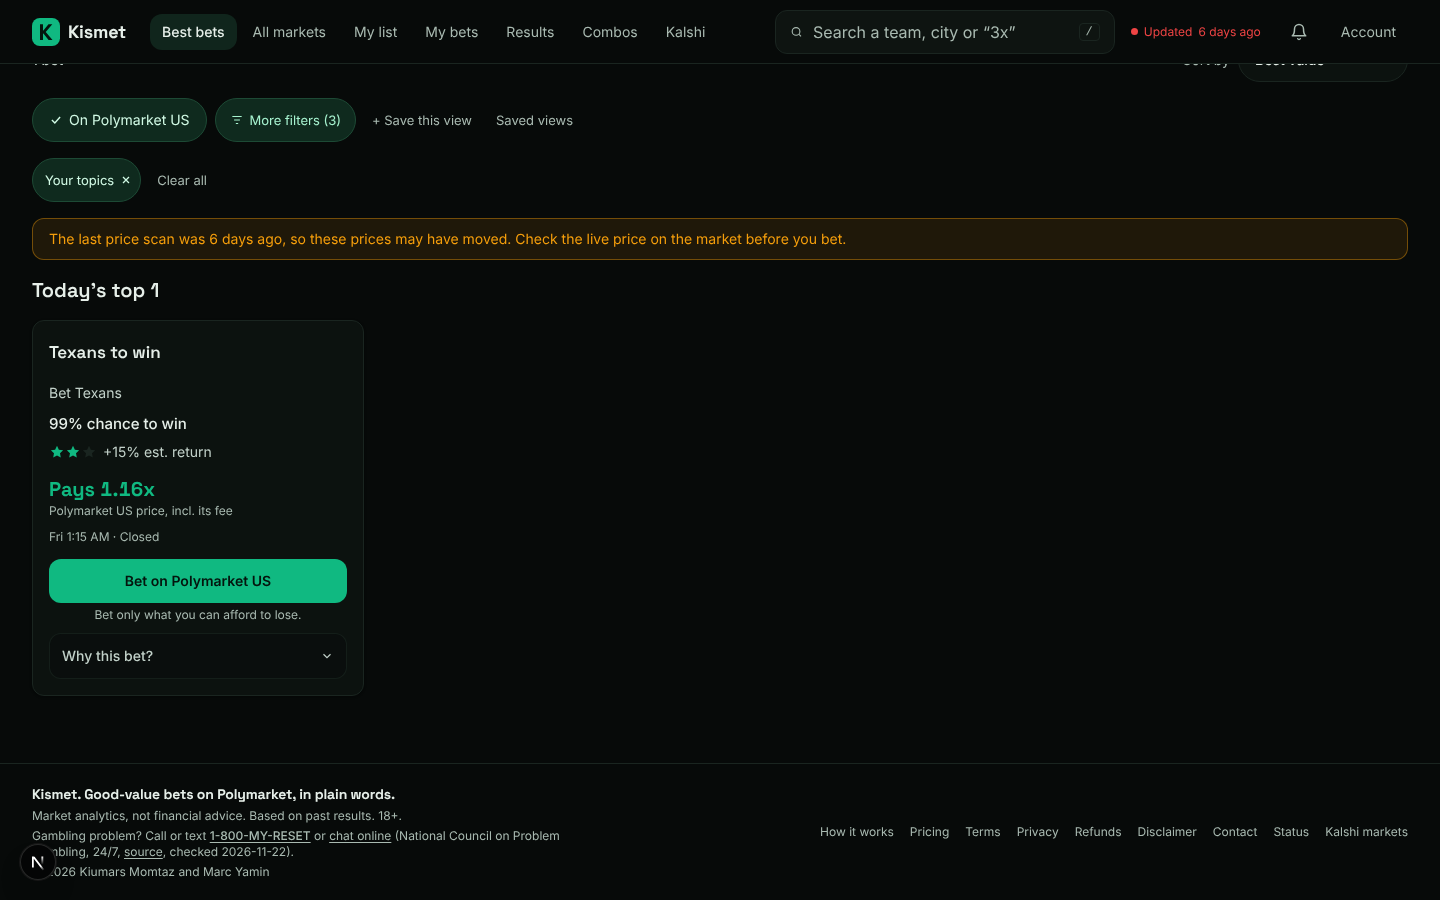 Kismet
Best bets
All markets
My list
My bets
Results
Combos
Kalshi
Search a team, city or “3x”
/
Updated 6 days ago
Account
On Polymarket US
More filters (3)
+ Save this view
Saved views
Your topics ×
Clear all
The last price scan was 6 days ago, so these prices may have moved. Check the live price on the market before you bet.
Today's top 1
Texans to win
Bet Texans
99% chance to win
+15% est. return
Pays 1.16x
Polymarket US price, incl. its fee
Fri 1:15 AM · Closed
Bet on Polymarket US
Bet only what you can afford to lose.
Why this bet?
Kismet. Good-value bets on Polymarket, in plain words.
Market analytics, not financial advice. Based on past results. 18+.
Gambling problem? Call or text 1-800-MY-RESET or chat online (National Council on Problem
24/7, source, checked 2026-11-22).
Kiumars Momtaz and Marc Yamin
How it works
Pricing
Terms
Privacy
Refunds
Disclaimer
Contact
Status
Kalshi markets